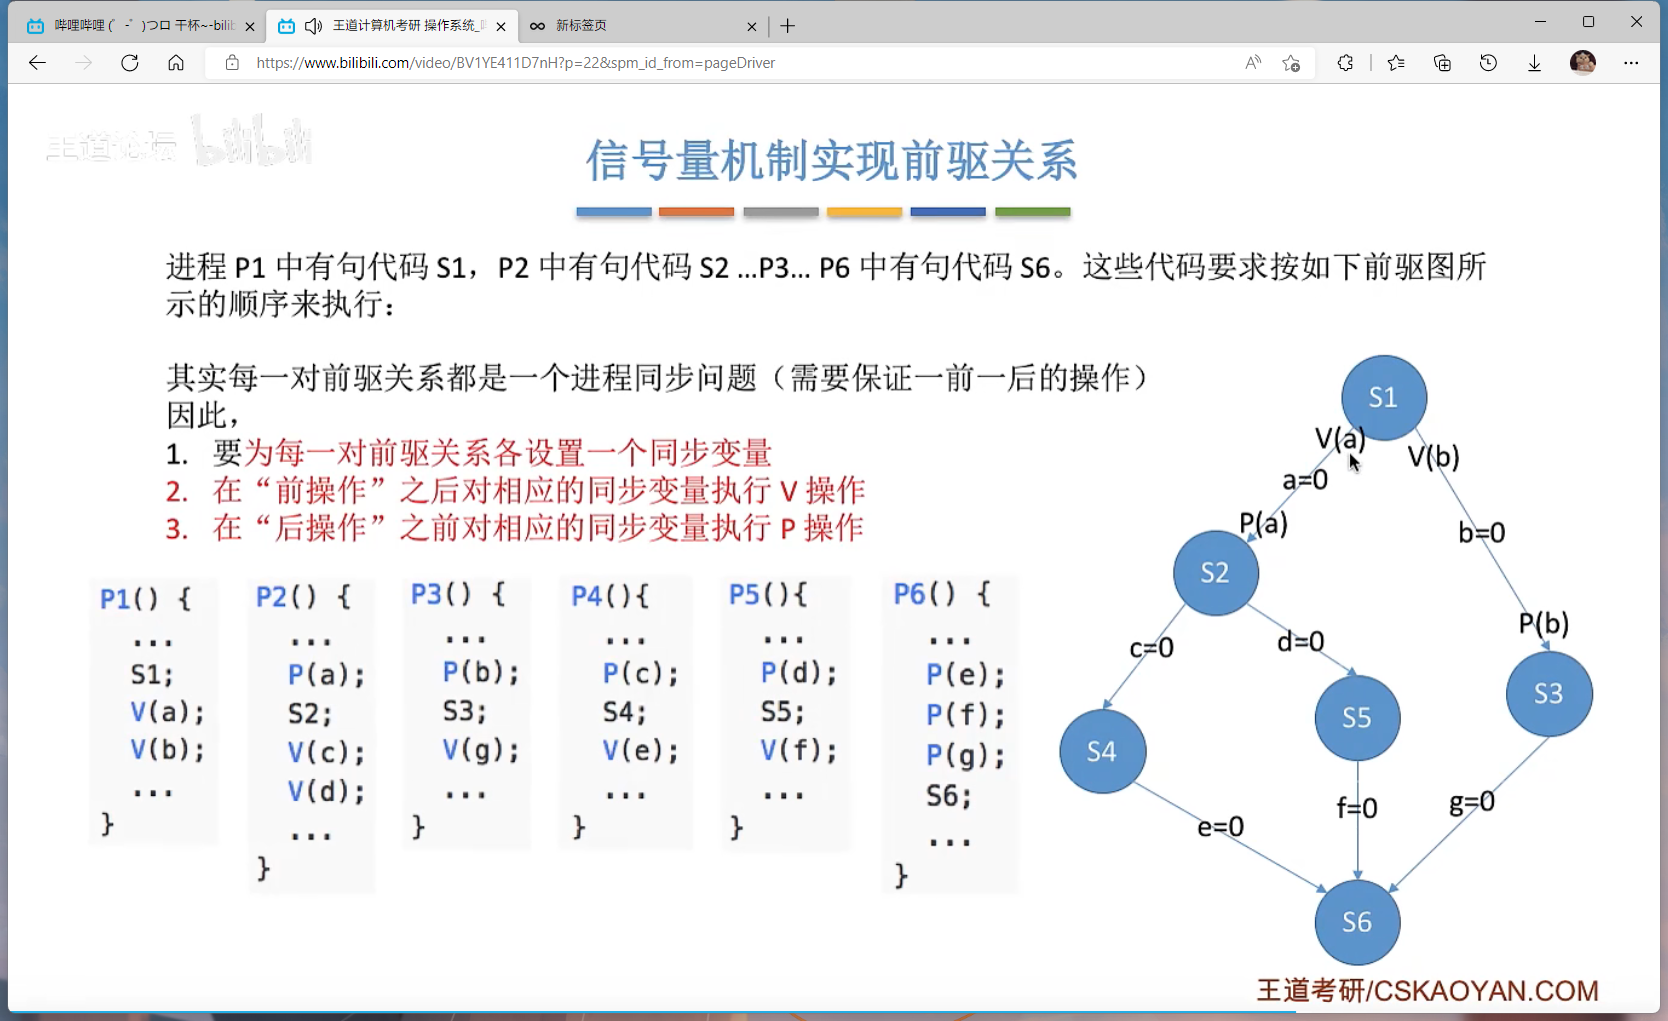 哔哩哔哩 (゜-゜)つロ 干杯~-bilib
王道计算机考研 操作系统
新标签页
https://www.bilibili.com/video/BV1YE411D7nH?p=22&spm_id_from=pageDriver
王道论坛 bilibili
信号量机制实现前驱关系
进程 P1 中有句代码 S1，P2 中有句代码 S2 ...P3... P6 中有句代码 S6。这些代码要求按如下前驱图所
示的顺序来执行：
其实每一对前驱关系都是一个进程同步问题（需要保证一前一后的操作）
因此，
1. 要为每一对前驱关系各设置一个同步变量
2. 在“前操作”之后对相应的同步变量执行 V 操作
3. 在“后操作”之前对相应的同步变量执行 P 操作
P1() {
...
S1;
V(a);
V(b);
...
}
P2() {
...
P(a);
S2;
V(c);
V(d);
...
}
P3() {
...
P(b);
S3;
V(g);
...
}
P4(){
...
P(c);
S4;
V(e);
...
}
P5(){
...
P(d);
S5;
V(f);
...
}
P6() {
...
P(e);
P(f);
P(g);
S6;
...
}
S1
V(a)
V(b)
a=0
P(a)
b=0
S2
P(b)
c=0
d=0
S3
S5
S4
e=0
f=0
g=0
S6
王道考研/CSKAOYAN.COM